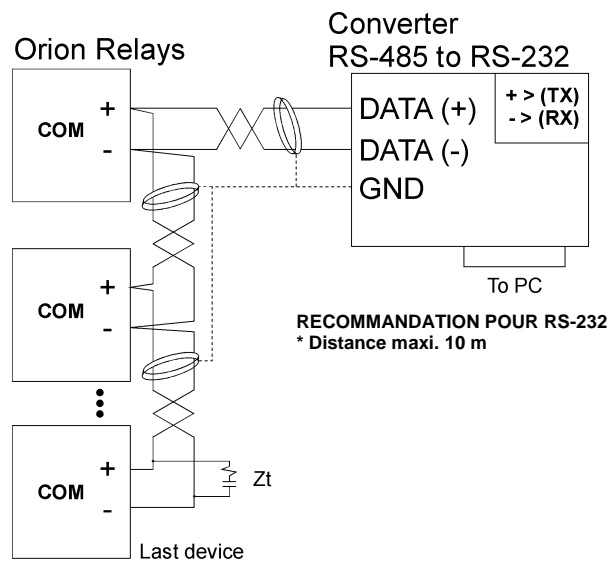 Orion Relays
Converter
RS-485 to RS-232
COM
+
-
DATA (+)
DATA (-)
GND
+ > (TX)
- > (RX)
To PC
RECOMMANDATION POUR RS-232
* Distance maxi. 10 m
COM
+
-
COM
+
-
Zt
Last device